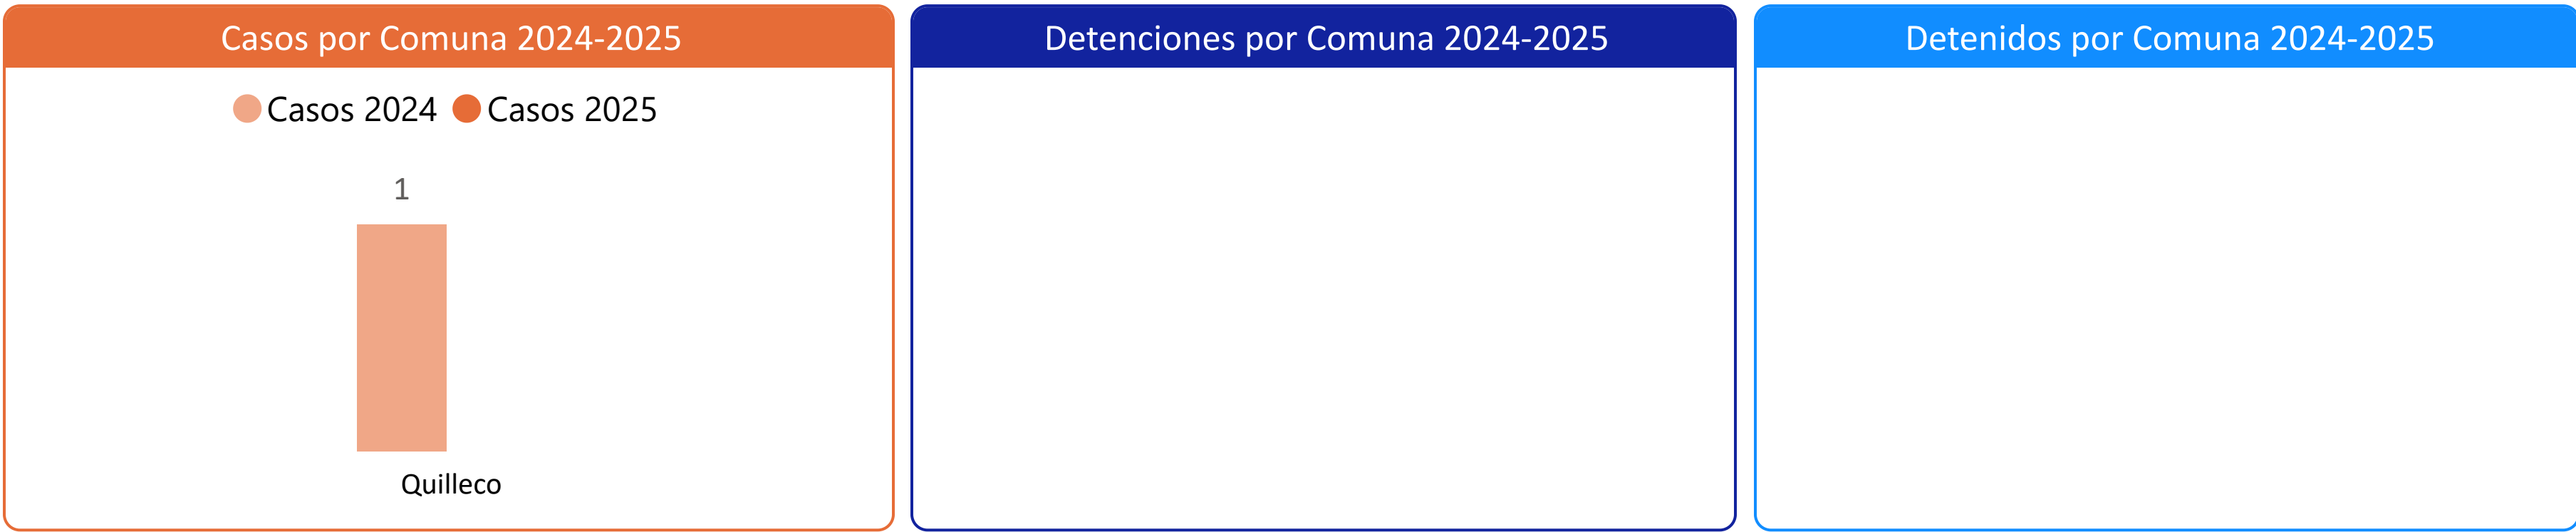 Casos por Comuna 2024-2025
Casos 2024 Casos 2025
1
Quilleco
Detenciones por Comuna 2024-2025
Detenidos por Comuna 2024-2025